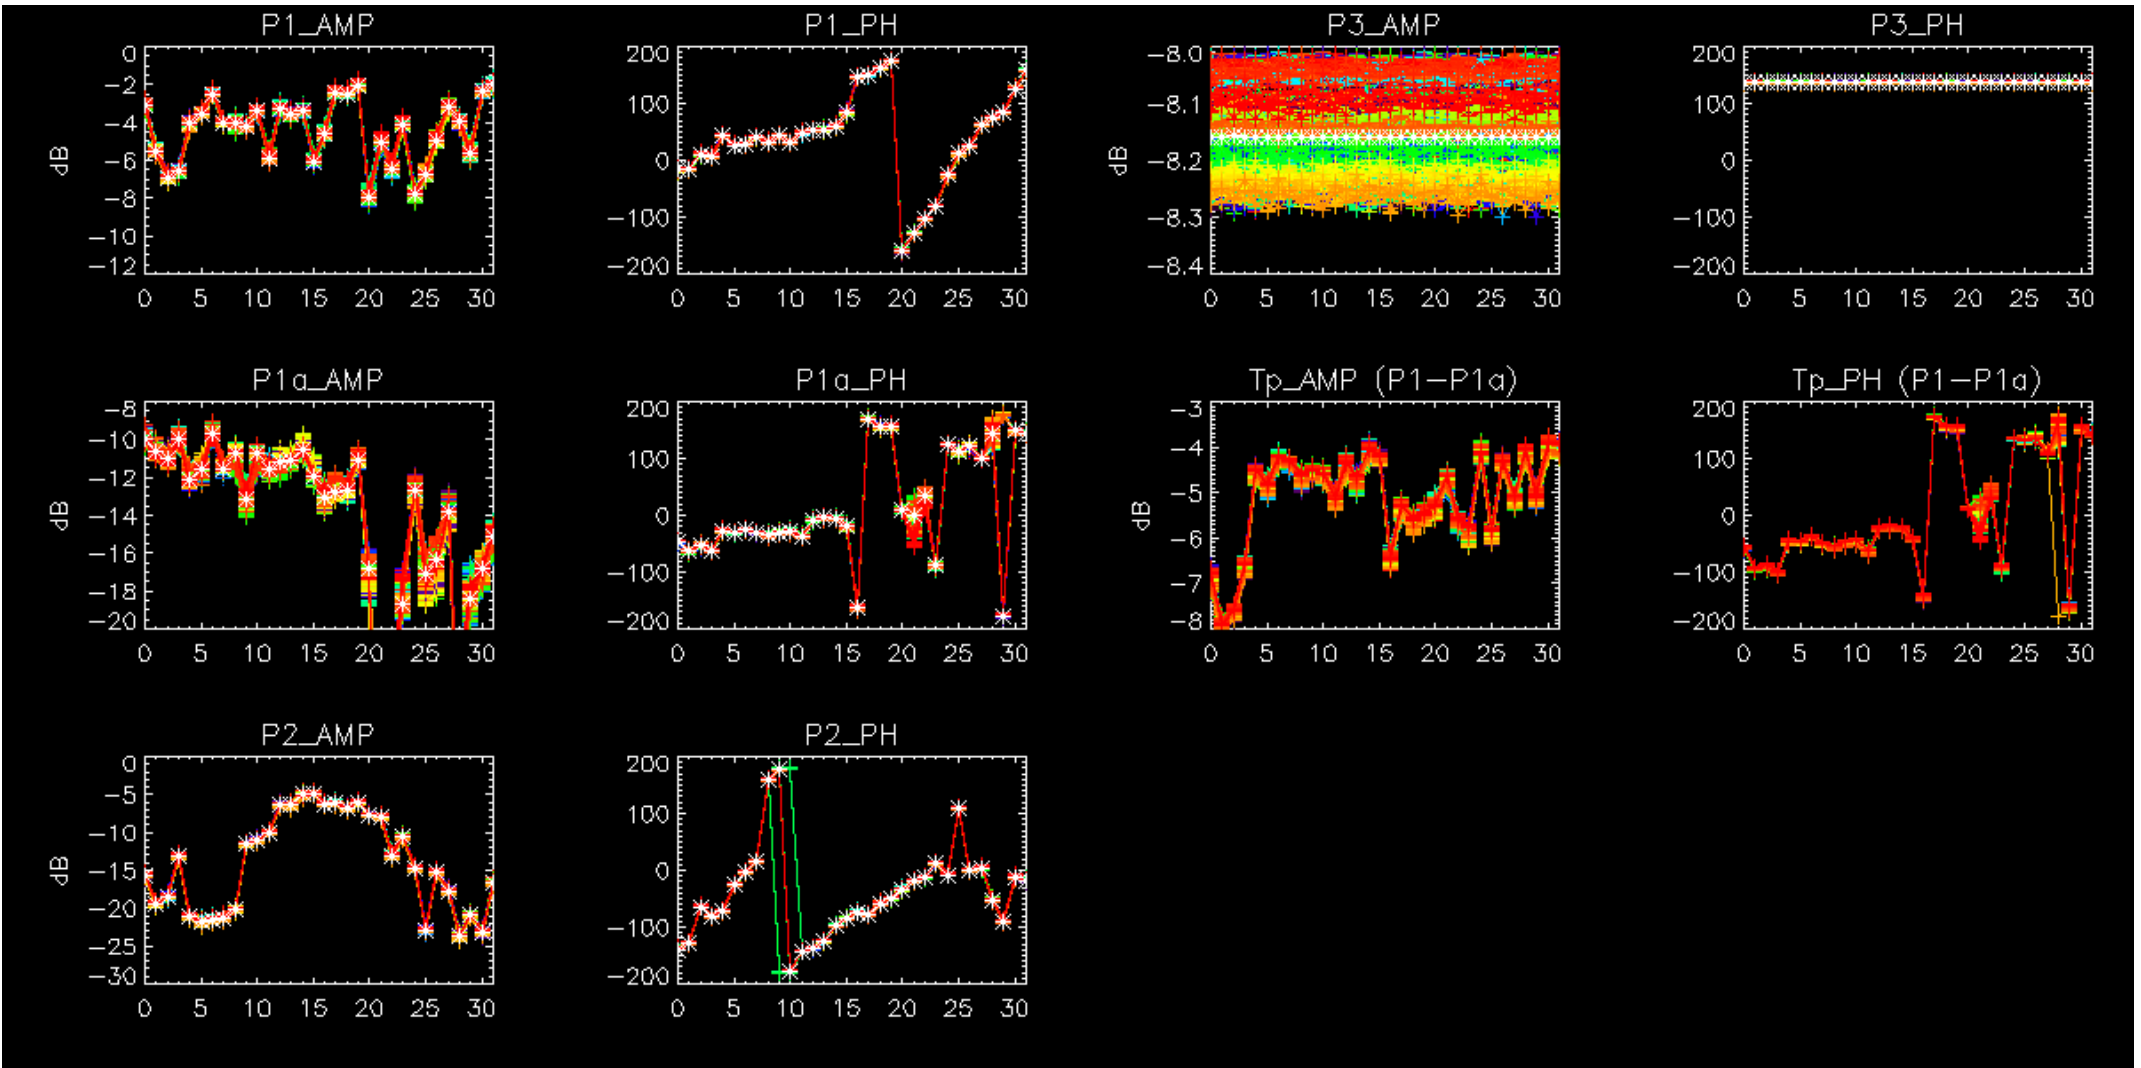 P1_AMP
P1_PH
P3_AMP
P3_PH
dB
0
−2
−4
−6
−8
−10
−12
0 5 10 15 20 25 30
200
100
0
−100
−200
0 5 10 15 20 25 30
dB
−8.0
−8.1
−8.2
−8.3
−8.4
0 5 10 15 20 25 30
200
100
0
−100
−200
0 5 10 15 20 25 30
P1a_AMP
P1a_PH
Tp_AMP (P1−P1a)
Tp_PH (P1−P1a)
dB
−8
−10
−12
−14
−16
−18
−20
0 5 10 15 20 25 30
200
100
0
−100
−200
0 5 10 15 20 25 30
dB
−3
−4
−5
−6
−7
−8
0 5 10 15 20 25 30
200
100
0
−100
−200
0 5 10 15 20 25 30
P2_AMP
P2_PH
dB
0
−5
−10
−15
−20
−25
−30
0 5 10 15 20 25 30
200
100
0
−100
−200
0 5 10 15 20 25 30